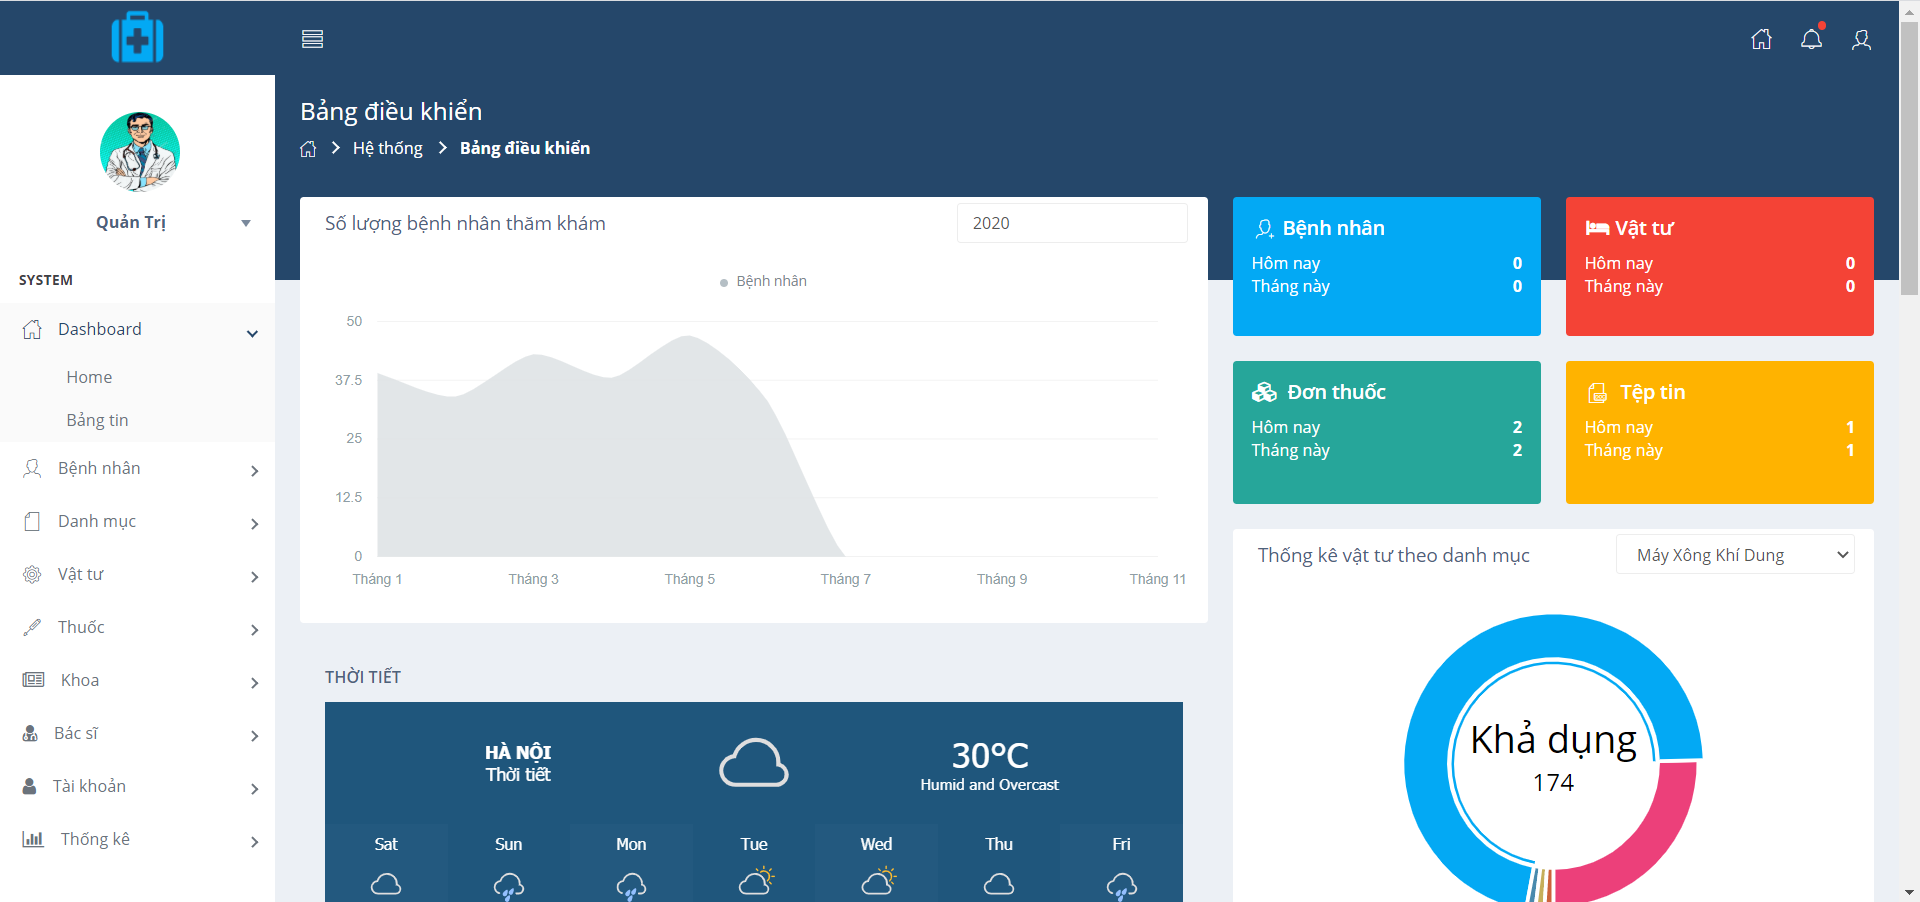 Quản Trị
SYSTEM
Dashboard
Home
Bảng tin
Bệnh nhân
Danh mục
Vật tư
Thuốc
Khoa
Bác sĩ
Tài khoản
Thống kê
Bảng điều khiển
Hệ thống
Bảng điều khiển
Số lượng bệnh nhân thăm khám
2020
Bệnh nhân
50
37.5
25
12.5
0
Tháng 1 Tháng 3 Tháng 5 Tháng 7 Tháng 9 Tháng 11
Bệnh nhân
Hôm nay 0
Tháng này 0
Vật tư
Hôm nay 0
Tháng này 0
Đơn thuốc
Hôm nay 2
Tháng này 2
Tệp tin
Hôm nay 1
Tháng này 1
Thống kê vật tư theo danh mục
Máy Xông Khí Dung
Khả dụng
174
THỜI TIẾT
HÀ NỘI
Thời tiết
30°C
Humid and Overcast
Sat Sun Mon Tue Wed Thu Fri